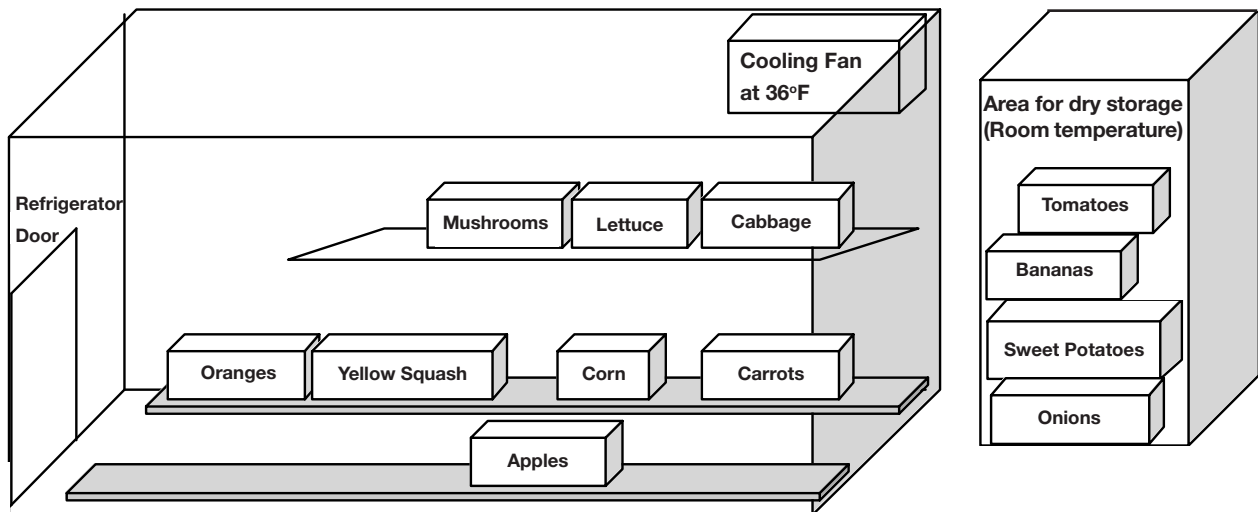 Cooling Fan
at 36°F
Area for dry storage
(Room temperature)
Refrigerator
Door
Mushrooms
Lettuce
Cabbage
Tomatoes
Bananas
Oranges
Yellow Squash
Corn
Carrots
Sweet Potatoes
Onions
Apples